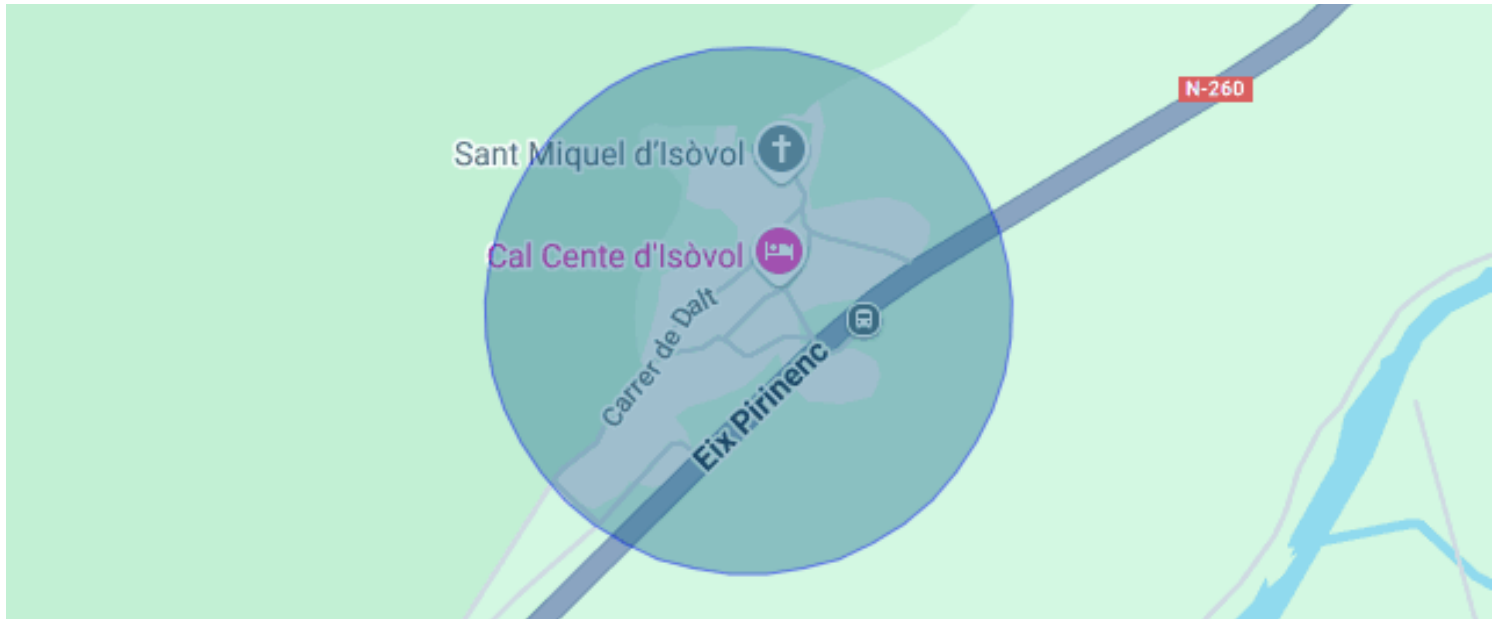 N-260
Sant Miquel d'Isòvol
Cal Cente d'Isòvol
Carrer de Dalt
Eix Pirinenc